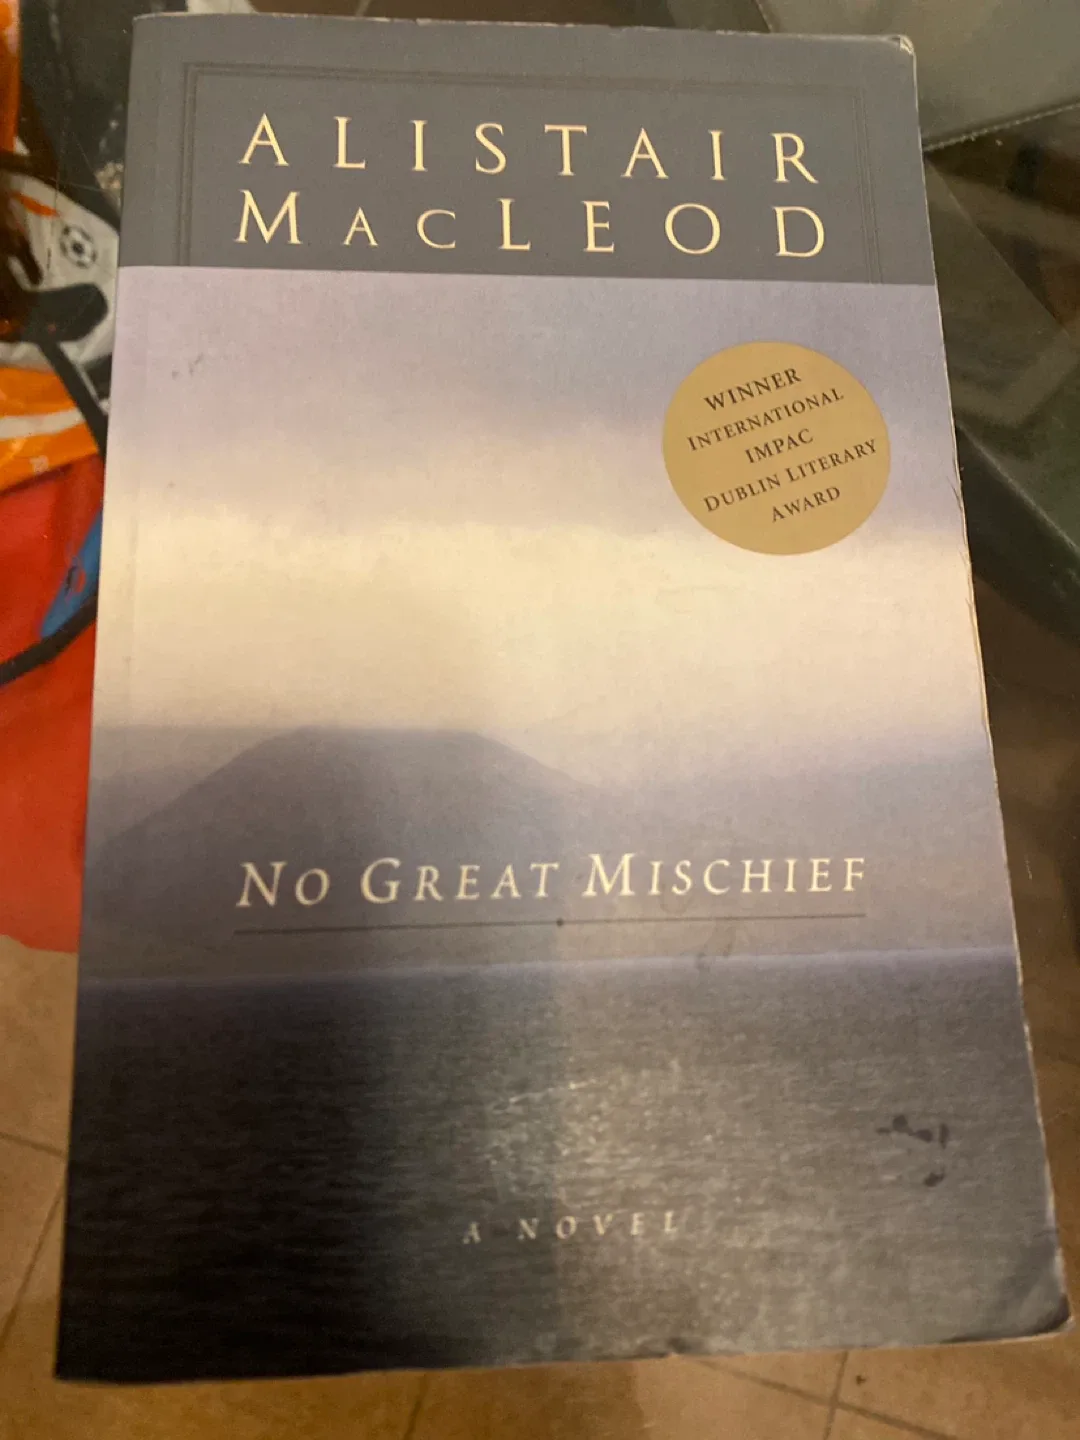 ALISTAIR
MACLEOD
WINNER
INTERNATIONAL
IMPAC
DUBLIN LITERARY
AWARD
NO GREAT MISCHIEF
A NOVEL